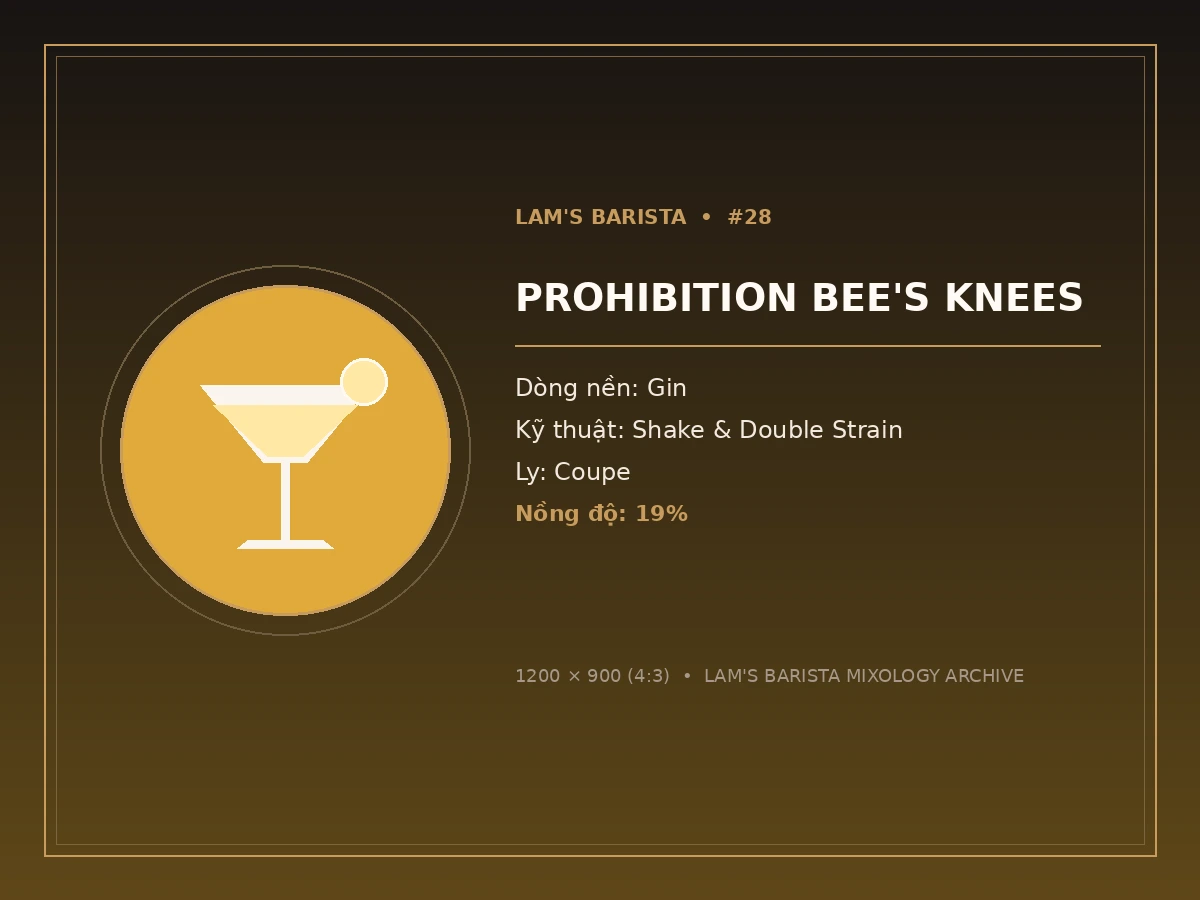 LAM'S BARISTA • #28
PROHIBITION BEE'S KNEES
Dòng nền: Gin
Kỹ thuật: Shake & Double Strain
Ly: Coupe
Nồng độ: 19%
1200 × 900 (4:3) • LAM'S BARISTA MIXOLOGY ARCHIVE